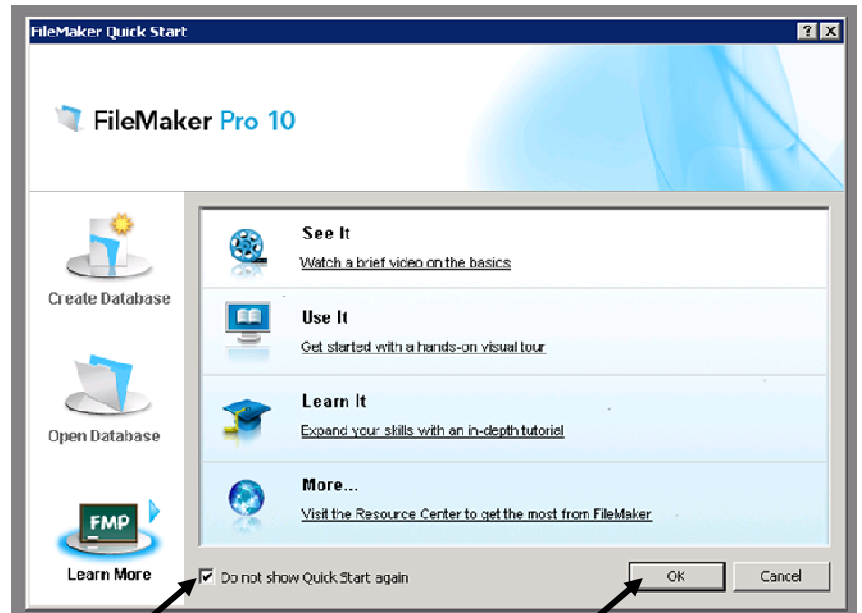 FileMaker Quick Start
FileMaker Pro 10
See It
Watch a brief video on the basics
Create Database
Use It
Get started with a hands-on visual tour
Learn It
Expand your skills with an in-depth tutorial
Open Database
More...
Visit the Resource Center to get the most from FileMaker
FMP
Learn More
Do not show Quick Start again
OK
Cancel